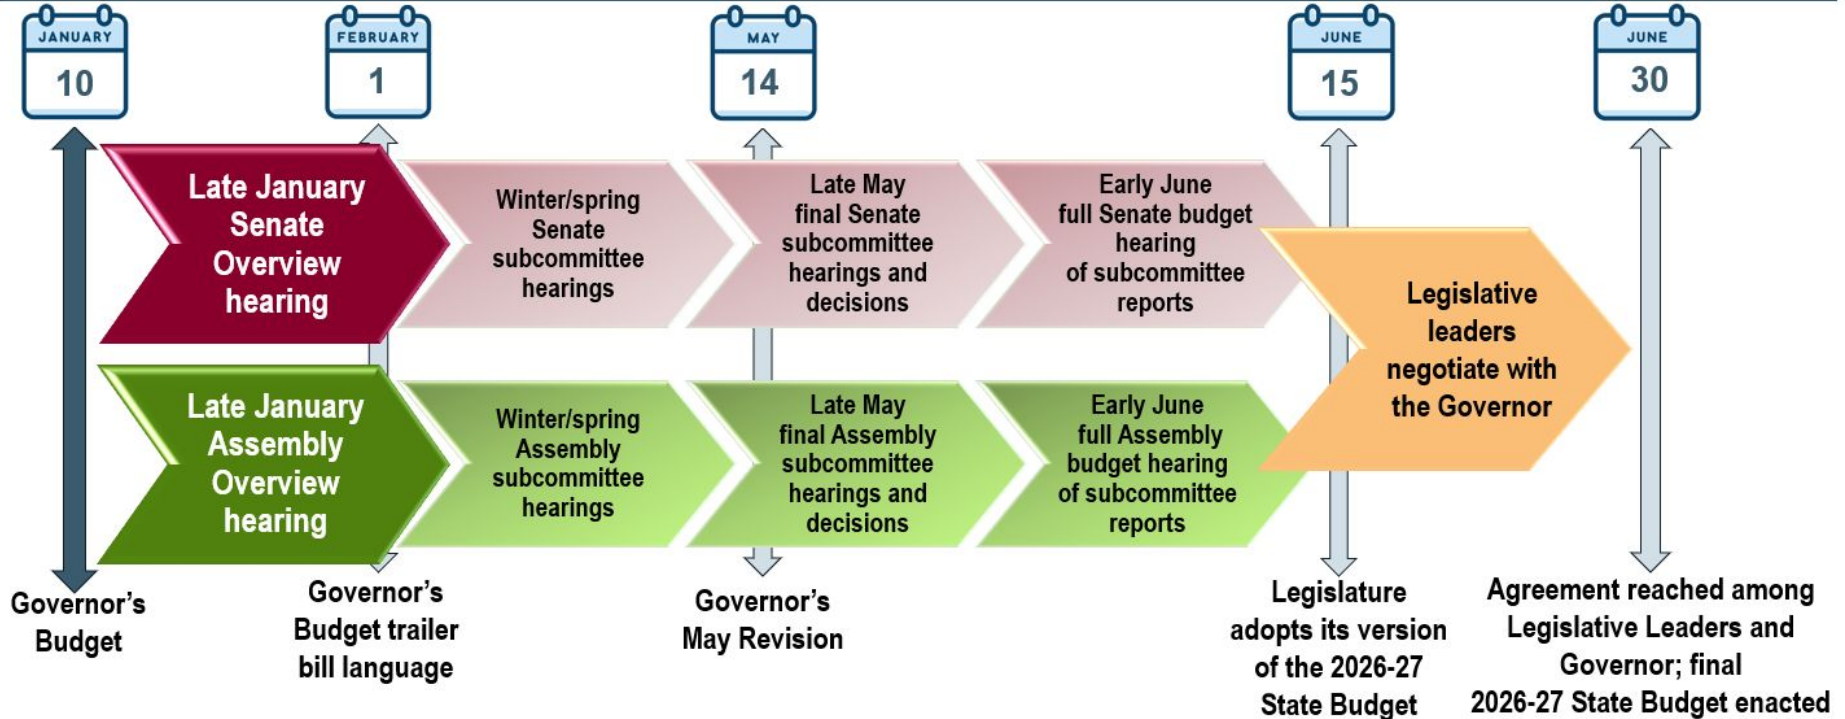 JANUARY
10
FEBRUARY
1
MAY
14
JUNE
15
JUNE
30
Late January
Senate
Overview
hearing
Winter/spring
Senate
subcommittee
hearings
Late May
final Senate
subcommittee
hearings and
decisions
Early June
full Senate budget
hearing
of subcommittee
reports
Legislative
leaders
negotiate with
the Governor
Late January
Assembly
Overview
hearing
Winter/spring
Assembly
subcommittee
hearings
Late May
final Assembly
subcommittee
hearings and
decisions
Early June
full Assembly
budget hearing
of subcommittee
reports
Governor’s
Budget
Governor’s
Budget trailer
bill language
Governor’s
May Revision
Legislature
adopts its version
of the 2026-27
State Budget
Agreement reached among
Legislative Leaders and
Governor; final
2026-27 State Budget enacted